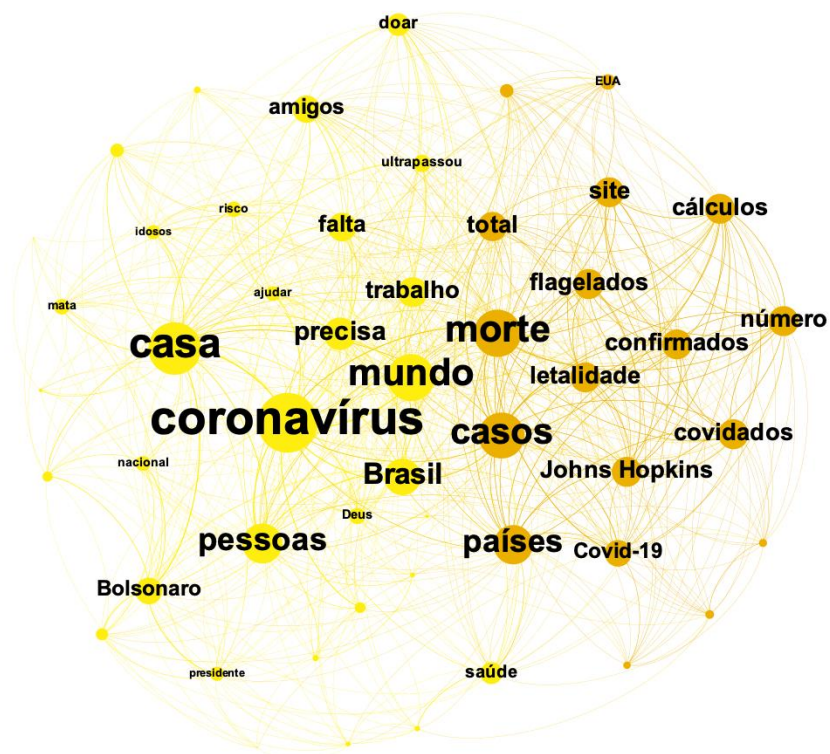 doar
EUA
amigos
ultrapassou
site
cálculos
risco
idosos
falta
total
ajudar
trabalho
flagelados
mata
casa
precisa
morte
número
confirmados
mundo
letalidade
coronavírus
casos
covidados
nacional
Brasil
Johns Hopkins
Deus
pessoas
países
Covid-19
Bolsonaro
presidente
saúde